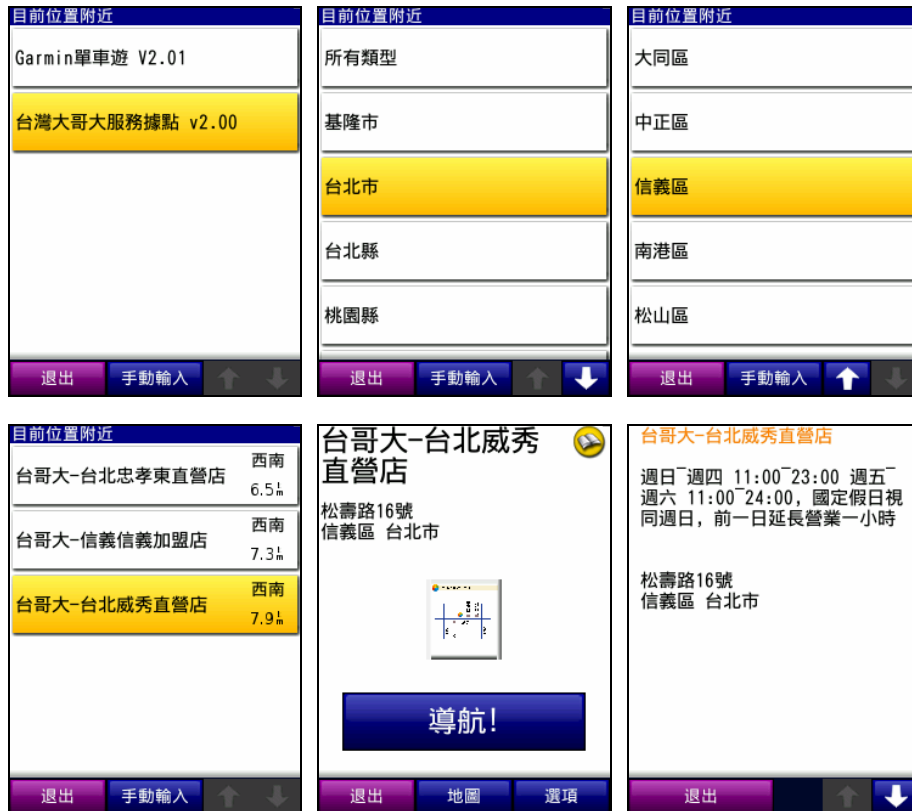 目前位置附近
Garmin單車遊 V2.01
台灣大哥大服務據點 v2.00
退出 手動輸入
目前位置附近
所有類型
基隆市
台北市
台北縣
桃園縣
退出 手動輸入
目前位置附近
大同區
中正區
信義區
南港區
松山區
退出 手動輸入
目前位置附近
台哥大-台北忠孝東直營店 西南
6.5km
台哥大-信義信義加盟店 西南
7.3km
台哥大-台北威秀直營店 西南
7.9km
退出 手動輸入
台哥大-台北威秀
直營店
松壽路16號
信義區 台北市
導航!
退出 地圖 選項
台哥大-台北威秀直營店
週日‾週四 11:00‾23:00 週五‾
週六 11:00‾24:00, 國定假日視
同週日, 前一日延長營業一小時
松壽路16號
信義區 台北市
退出